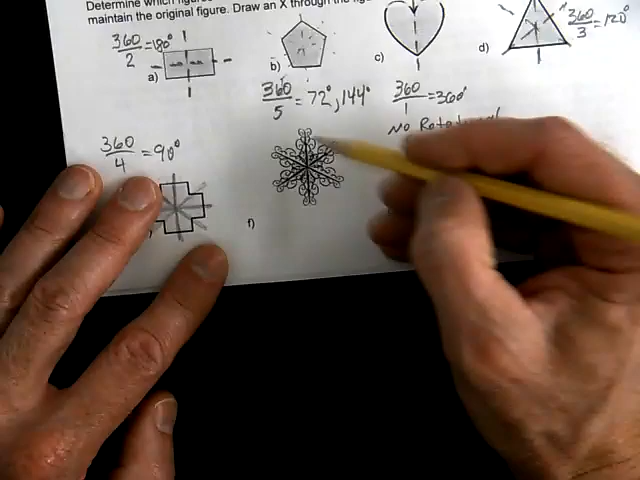 Determine which figures
maintain the original figure. Draw an X through the
360/2 = 180°
a)
b)
c)
d)
360/3 = 120°
360/5 = 72°, 144°
360/1 = 360°
No Rotational
360/4 = 90°
f)